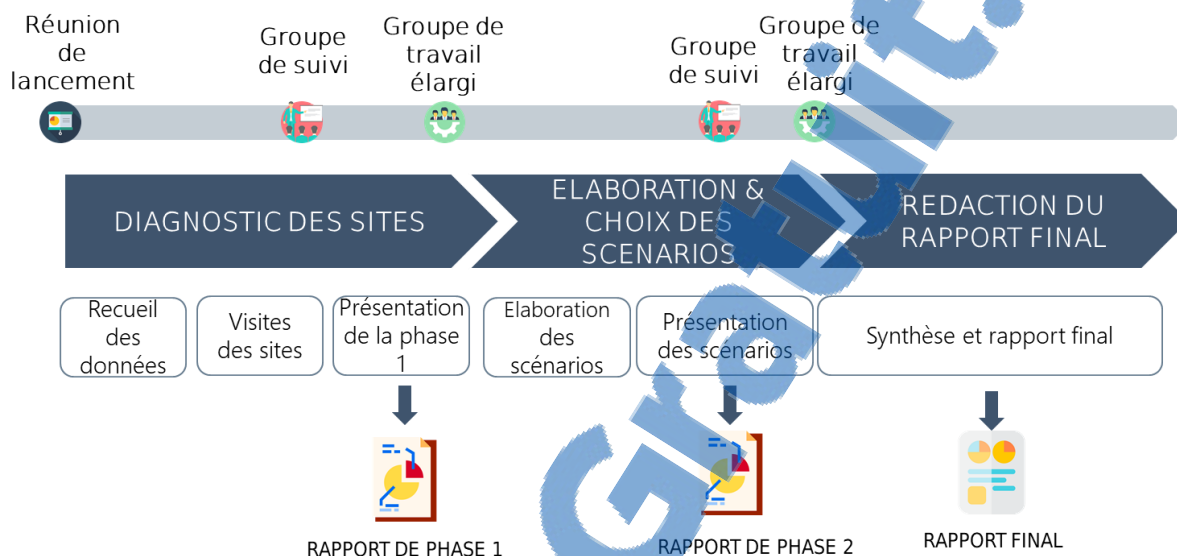 Réunion
de
lancement
Groupe
de suivi
Groupe de
travail
élargi
Groupe
de suivi
Groupe de
travail
élargi
DIAGNOSTIC DES SITES
ELABORATION &
CHOIX DES
SCENARIOS
REDACTION DU
RAPPORT FINAL
Recueil
des
données
Visites
des sites
Présentation
de la phase
1
Elaboration
des
scénarios
Présentation
des scénarios
Synthèse et rapport final
RAPPORT DE PHASE 1
RAPPORT DE PHASE 2
RAPPORT FINAL
Gratuit.